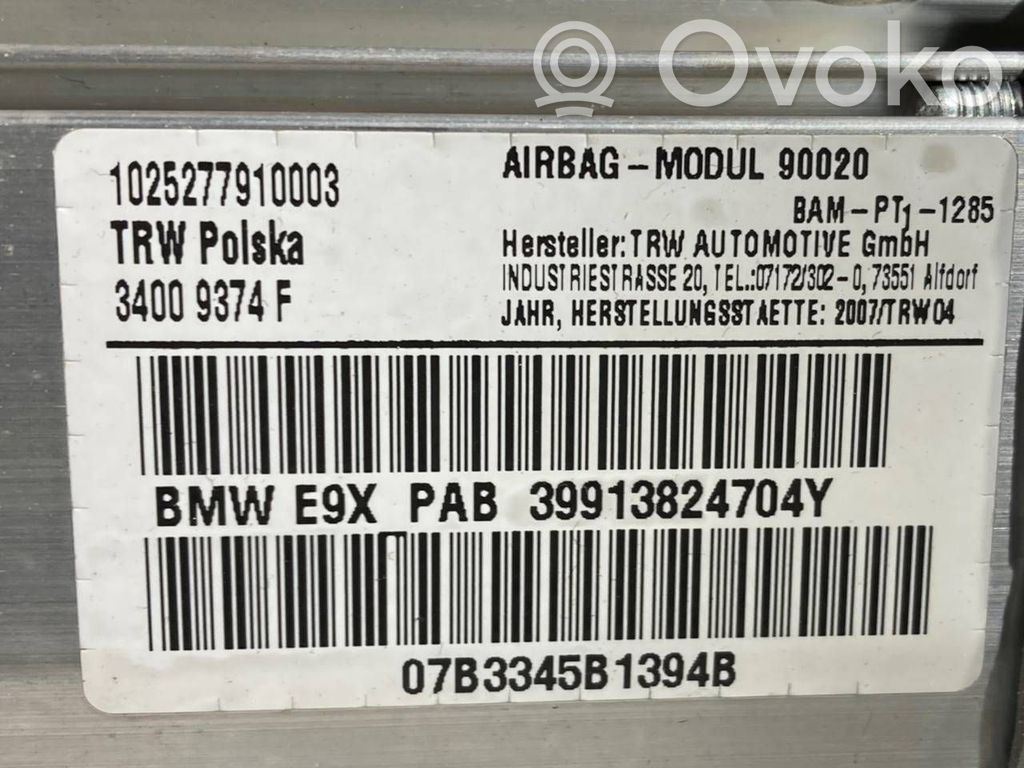 Ovoko
1025277910003
TRW Polska
3400 9374 F
AIRBAG - MODUL 90020
BAM-PT1-1285
Hersteller: TRW AUTOMOTIVE GmbH
INDUSTRIESTRASSE 20, TEL.:07172/302-0, 73551 Alfdorf
JAHR, HERSTELLUNGSSTAETTE: 2007/TRW04
BMW E9X PAB 39913824704Y
07B3345B1394B